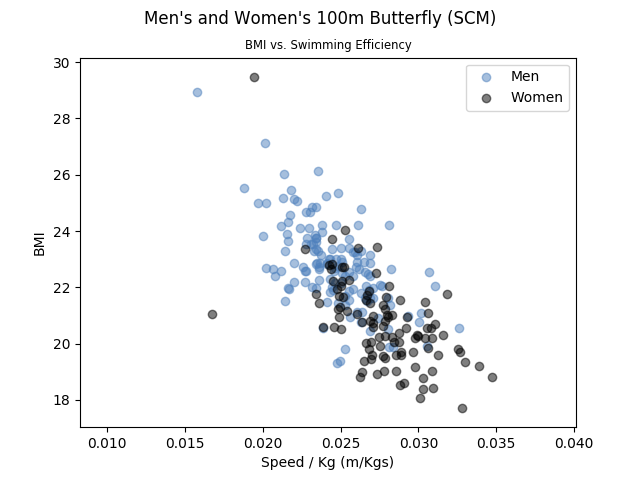 Men's and Women's 100m Butterfly (SCM)
BMI vs. Swimming Efficiency
Men
Women
30
28
26
24
22
20
18
BMI
0.010
0.015
0.020
0.025
0.030
0.035
0.040
Speed / Kg (m/Kgs)